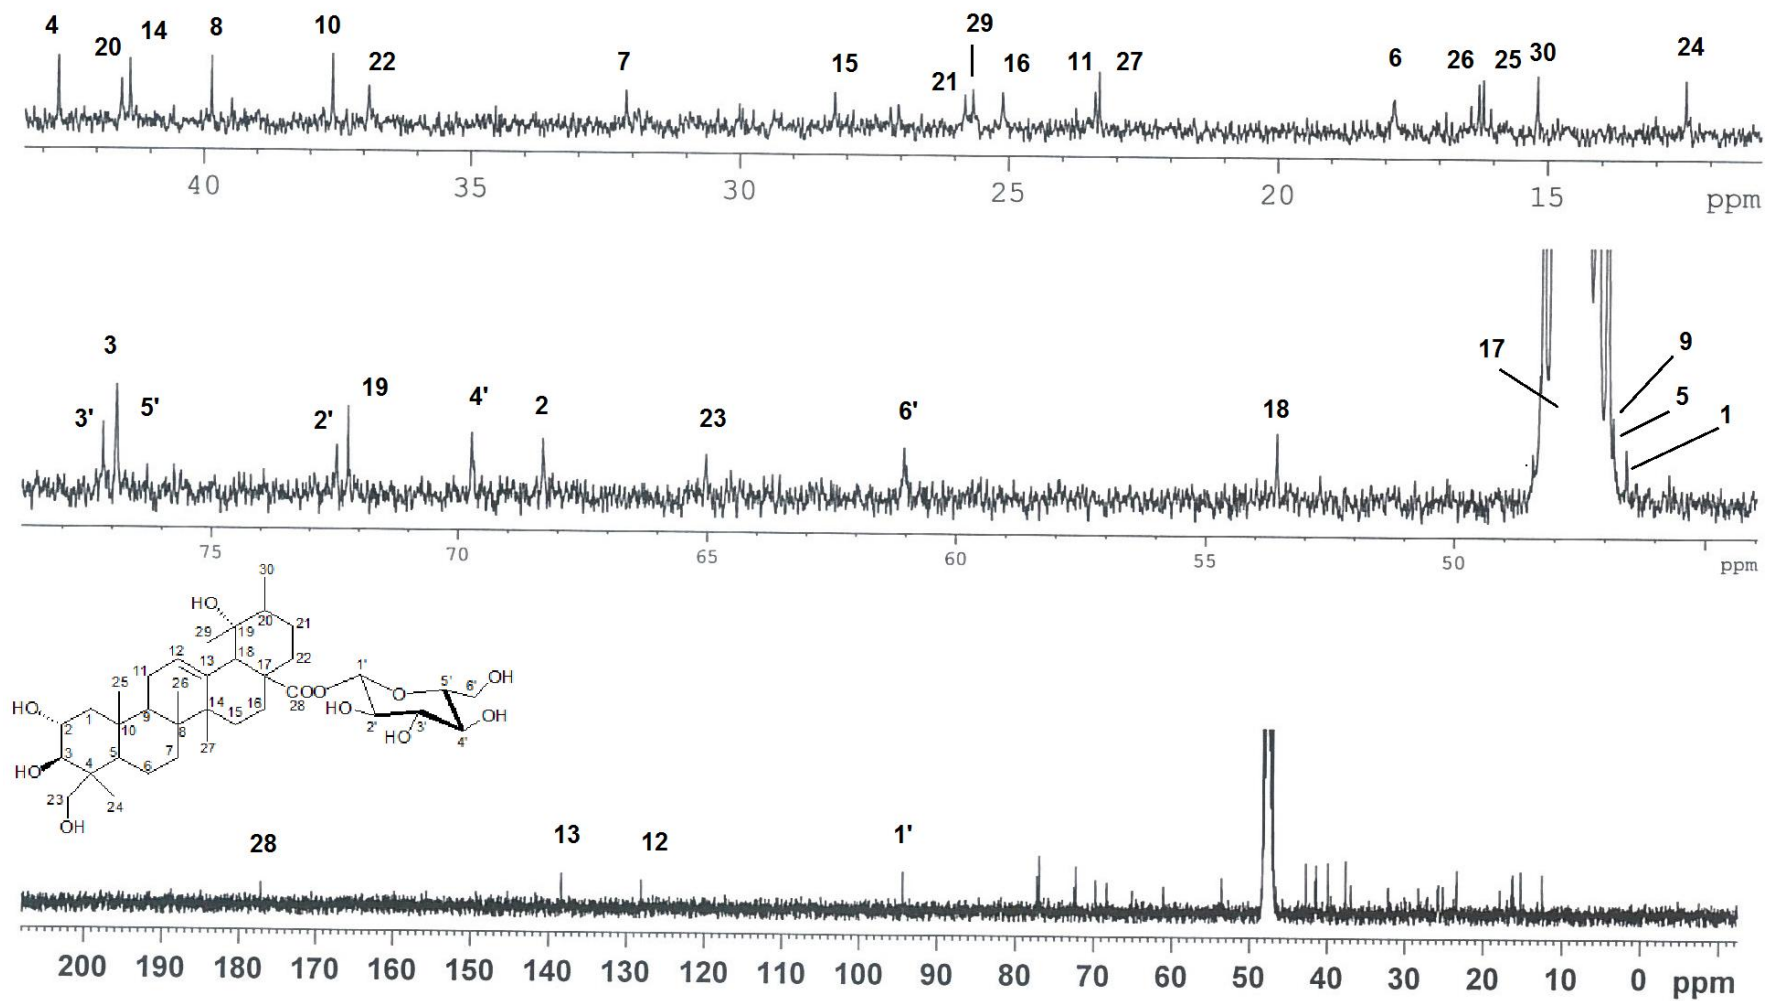 4 20 14 8 10 22 7 15 21 29 16 11 27 6 26 25 30 24
40 35 30 25 20 15 ppm
3' 3 5' 2' 19 4' 2 23 6' 18 17 9 5 1
75 70 65 60 55 50 ppm
30
HO 20 21
29 19
12 18 22
11 13 17 1' 5' 6' OH
25 26 COO O
HO 1 9 14 16 28 HO 2' 3' OH
2 10 8 15 HO 4'
3 4 5 7 27
HO 6
23 24
OH
28 13 12 1'
200 190 180 170 160 150 140 130 120 110 100 90 80 70 60 50 40 30 20 10 0 ppm